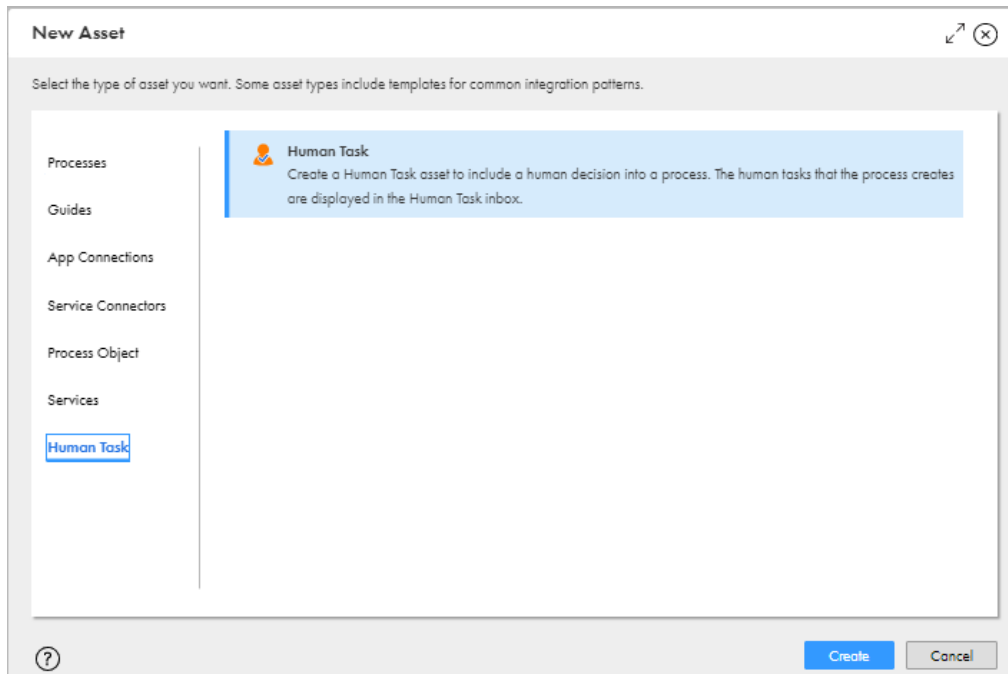 New Asset
Select the type of asset you want. Some asset types include templates for common integration patterns.
Processes
Guides
App Connections
Service Connectors
Process Object
Services
Human Task
Human Task
Create a Human Task asset to include a human decision into a process. The human tasks that the process creates
are displayed in the Human Task inbox.
?
Create
Cancel